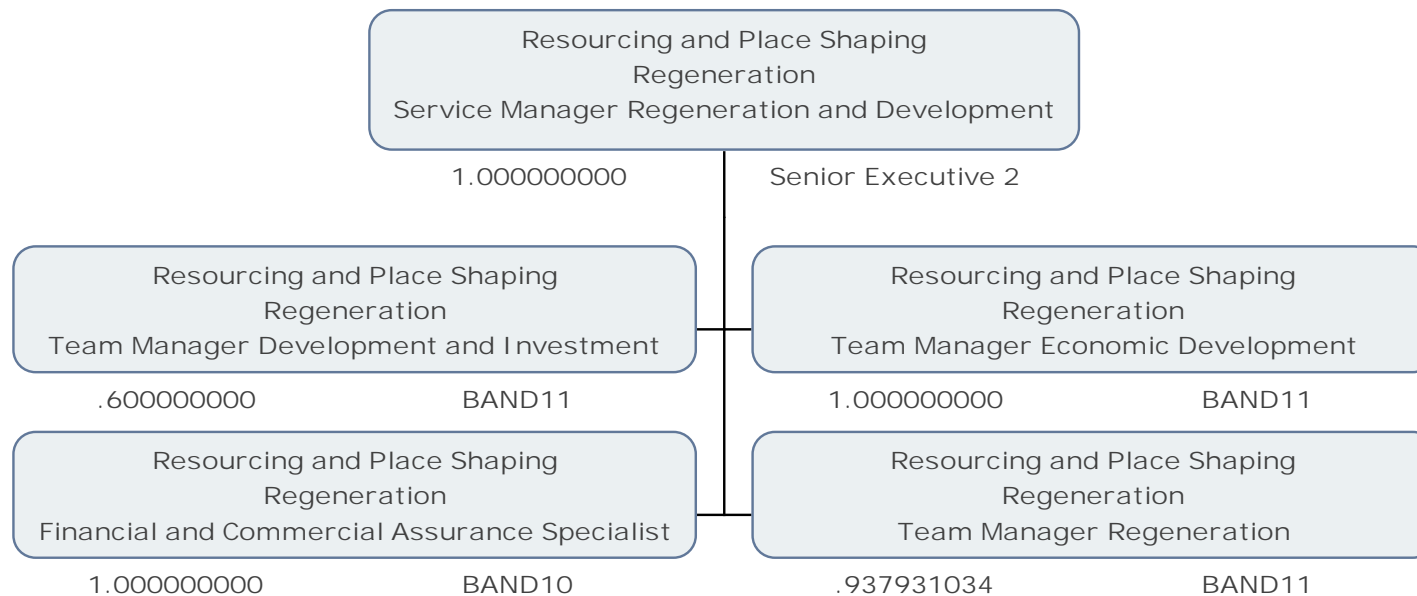 Resourcing and Place Shaping
Regeneration
Service Manager Regeneration and Development
1.000000000 Senior Executive 2
Resourcing and Place Shaping
Regeneration
Team Manager Development and Investment
.600000000 BAND11
Resourcing and Place Shaping
Regeneration
Team Manager Economic Development
1.000000000 BAND11
Resourcing and Place Shaping
Regeneration
Financial and Commercial Assurance Specialist
1.000000000 BAND10
Resourcing and Place Shaping
Regeneration
Team Manager Regeneration
.937931034 BAND11